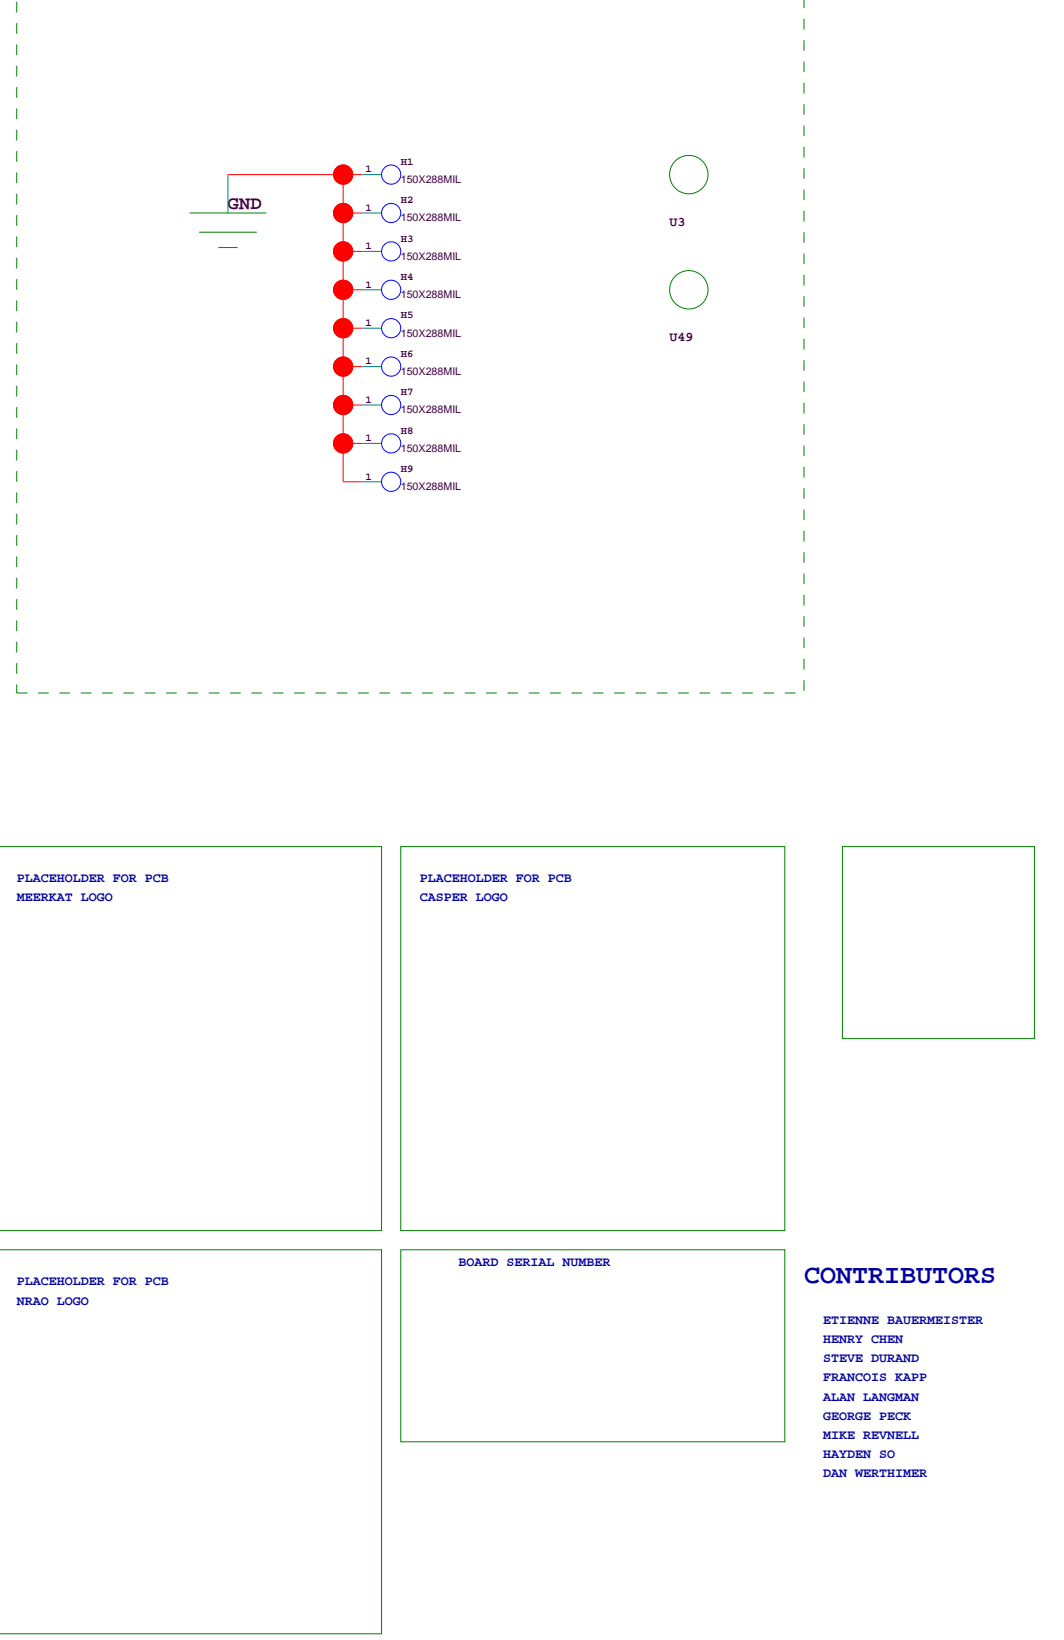 GND
1 H1
150X288MIL
1 H2
150X288MIL
1 H3
150X288MIL
1 H4
150X288MIL
1 H5
150X288MIL
1 H6
150X288MIL
1 H7
150X288MIL
1 H8
150X288MIL
1 H9
150X288MIL
U3
U49
PLACEHOLDER FOR PCB
MEERKAT LOGO
PLACEHOLDER FOR PCB
CASPER LOGO
PLACEHOLDER FOR PCB
NRAO LOGO
BOARD SERIAL NUMBER
CONTRIBUTORS
ETIENNE BAUERMEISTER
HENRY CHEN
STEVE DURAND
FRANCOIS KAPP
ALAN LANGMAN
GEORGE PECK
MIKE REVNELL
HAYDEN SO
DAN WERTHIMER